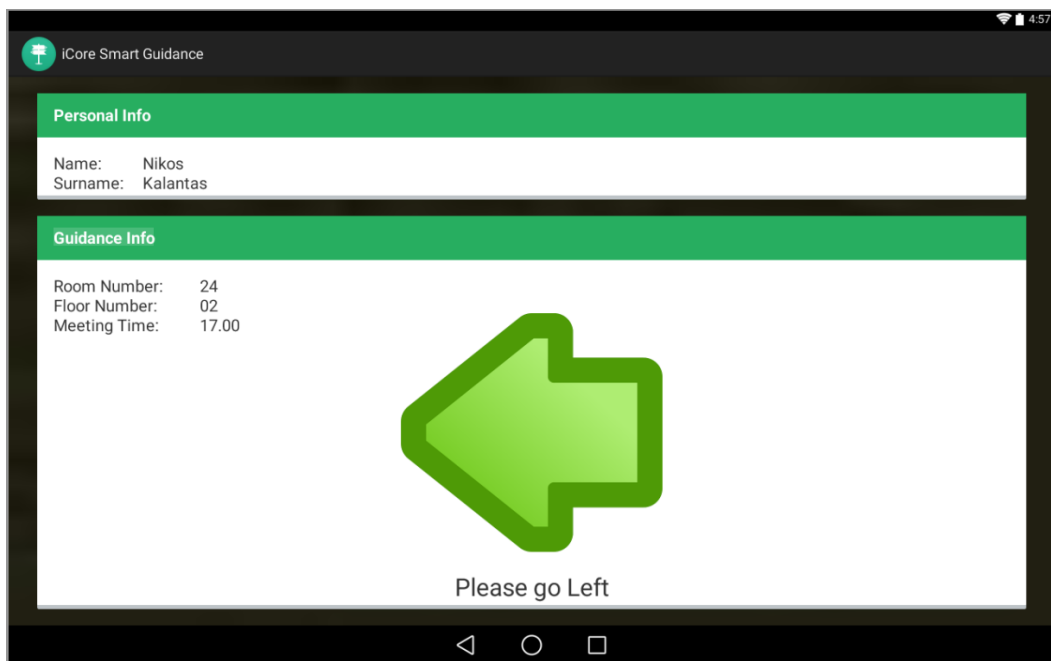 4:57
iCore Smart Guidance
Personal Info
Name: Nikos
Surname: Kalantas
Guidance Info
Room Number: 24
Floor Number: 02
Meeting Time: 17.00
Please go Left